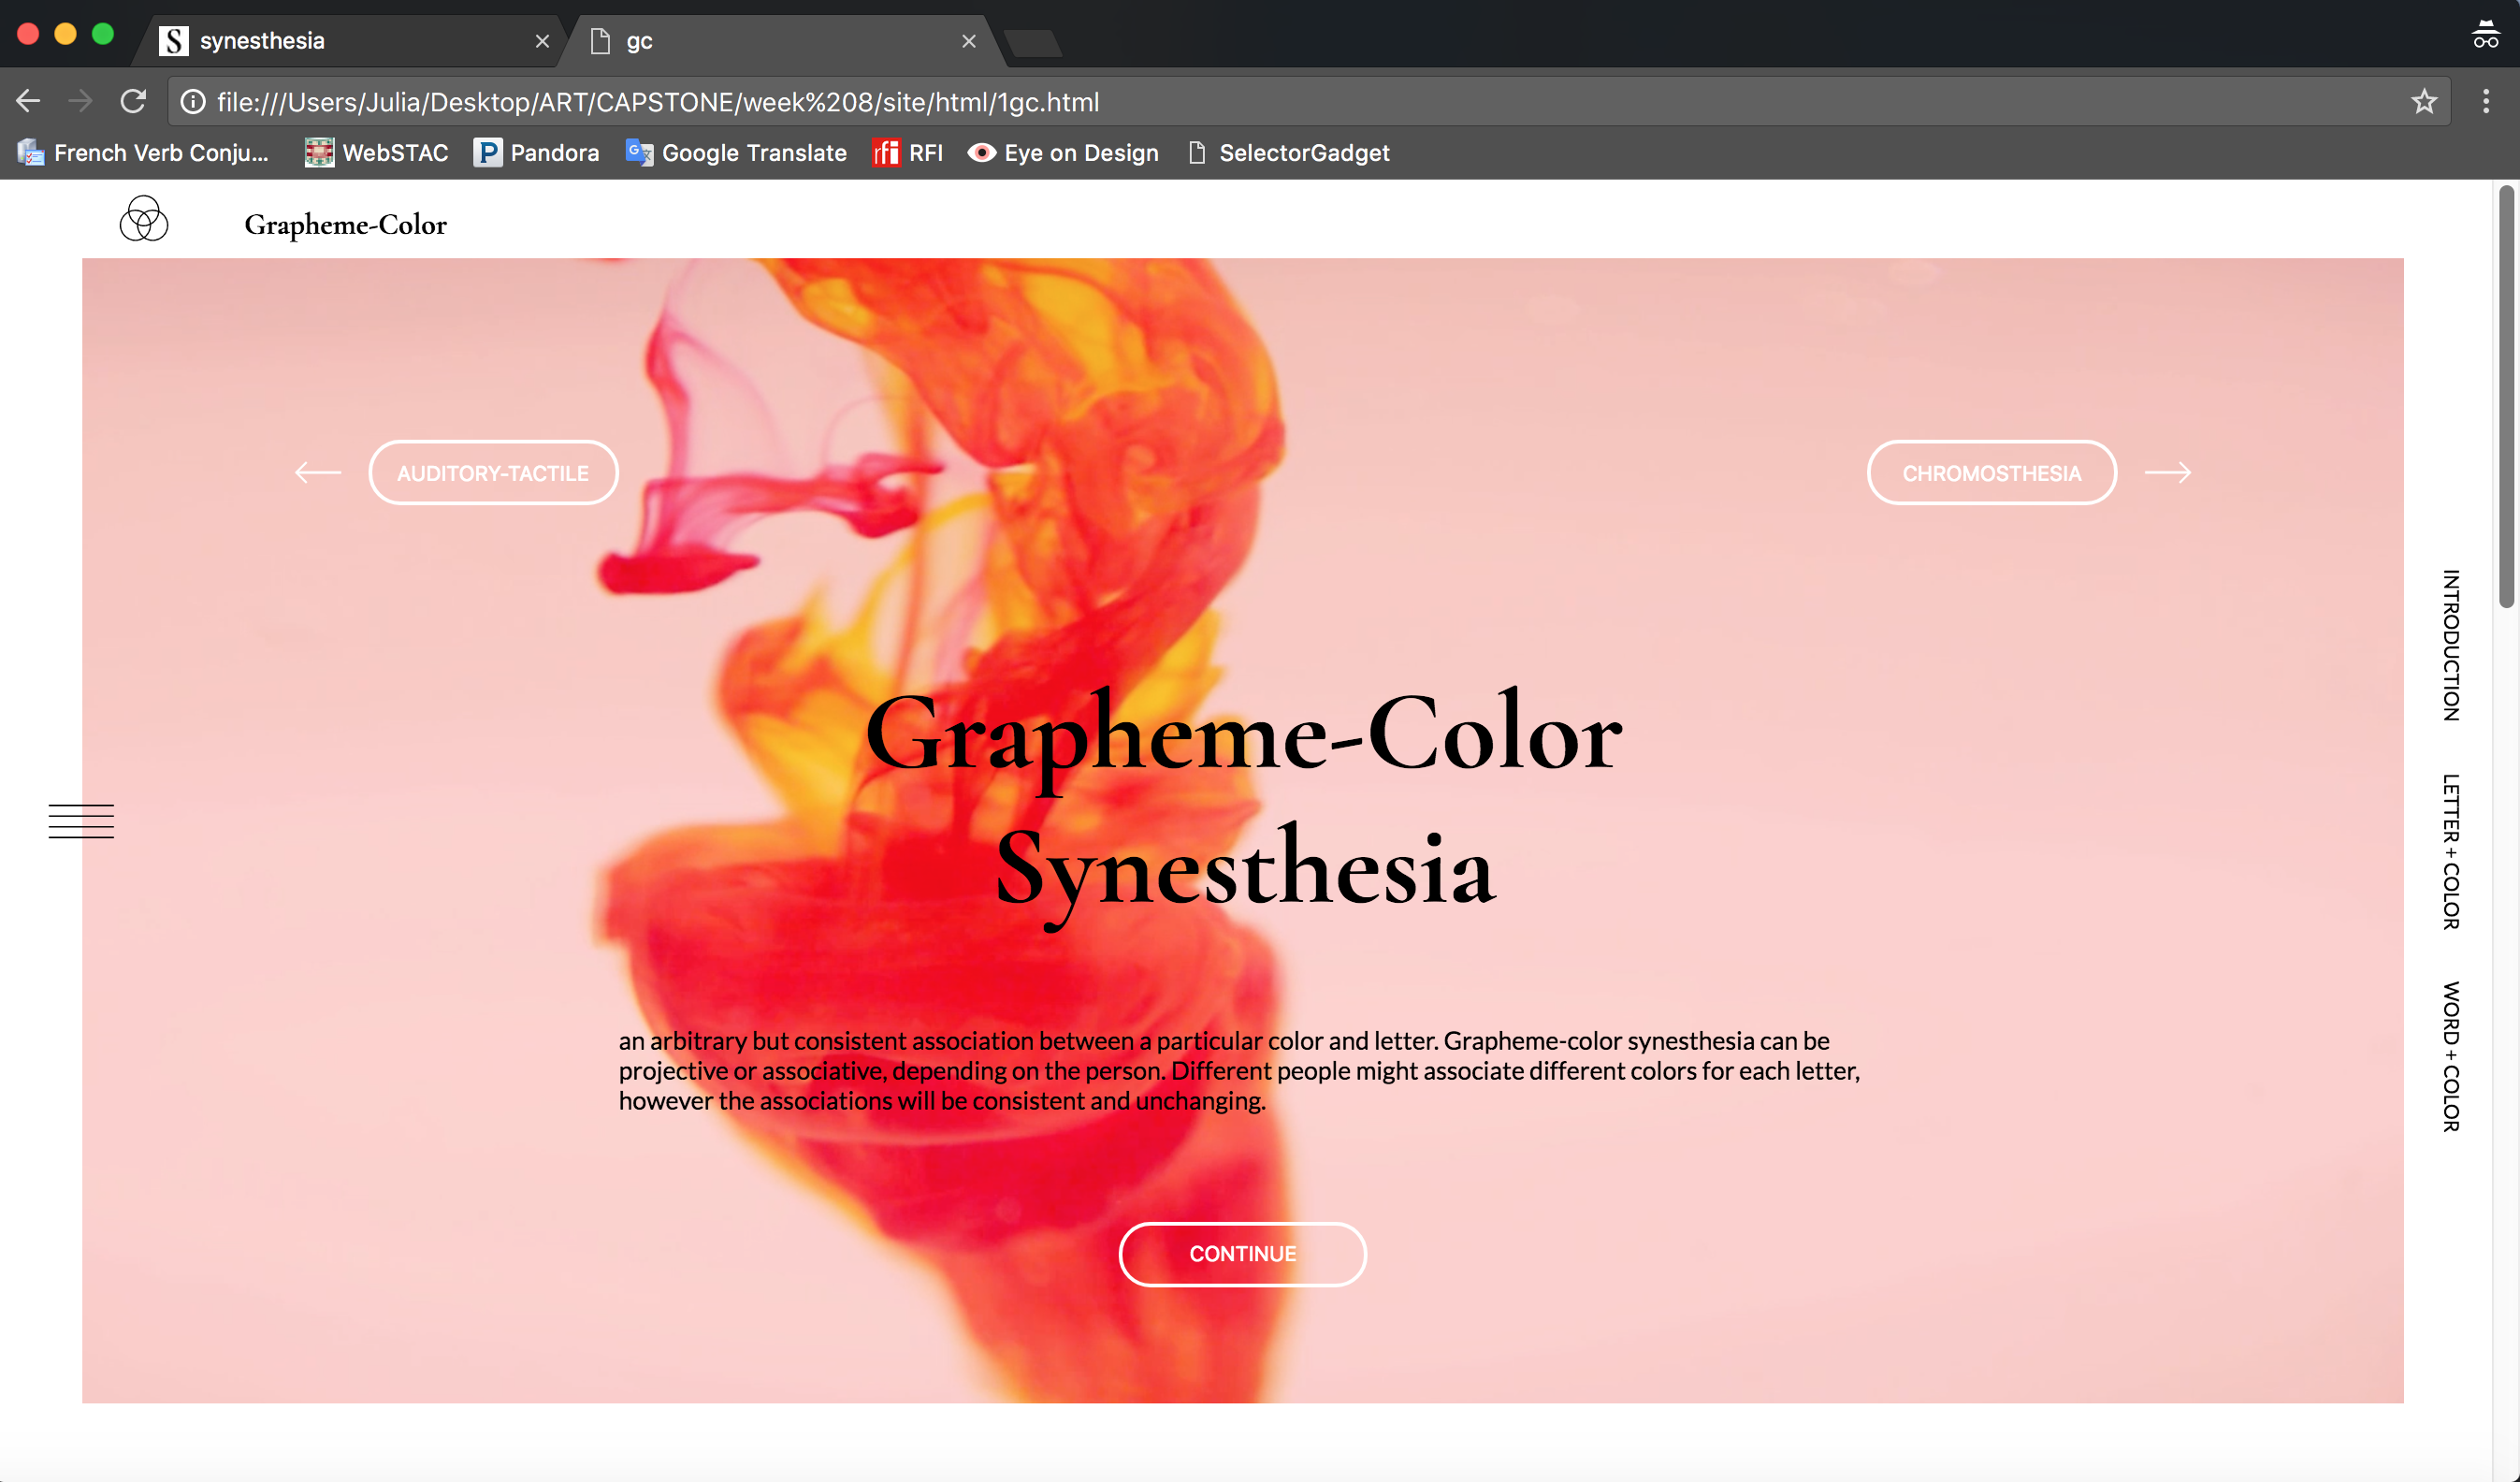 S synesthesia
gc
file:///Users/Julia/Desktop/ART/CAPSTONE/week%208/site/html/1gc.html
French Verb Conju...
WebSTAC
P Pandora
Google Translate
rfi RFI
Eye on Design
SelectorGadget
Grapheme-Color
AUDITORY-TACTILE
CHROMOSTHESIA
Grapheme-Color
Synesthesia
an arbitrary but consistent association between a particular color and letter. Grapheme-color synesthesia can be
projective or associative, depending on the person. Different people might associate different colors for each letter,
however the associations will be consistent and unchanging.
CONTINUE
INTRODUCTION
LETTER + COLOR
WORD + COLOR